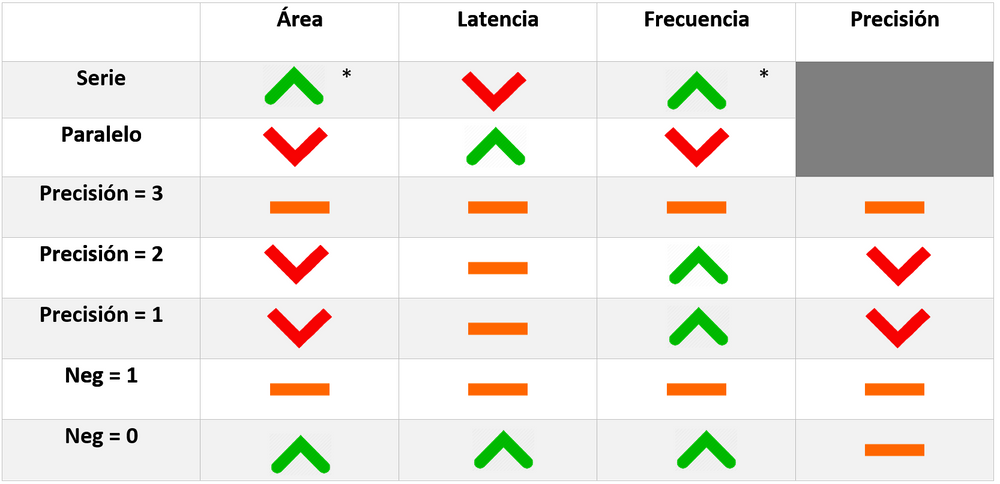 Área Latencia Frecuencia Precisión
Serie * *
Paralelo
Precisión = 3
Precisión = 2
Precisión = 1
Neg = 1
Neg = 0